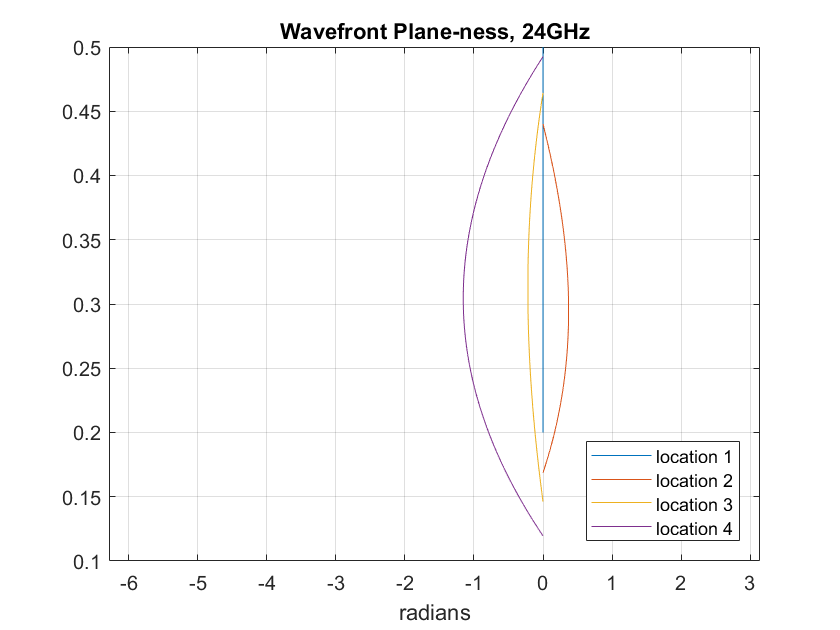 Wavefront Plane-ness, 24GHz
0.5
0.45
0.4
0.35
0.3
0.25
0.2
0.15
0.1
location 1
location 2
location 3
location 4
-6 -5 -4 -3 -2 -1 0 1 2 3
radians